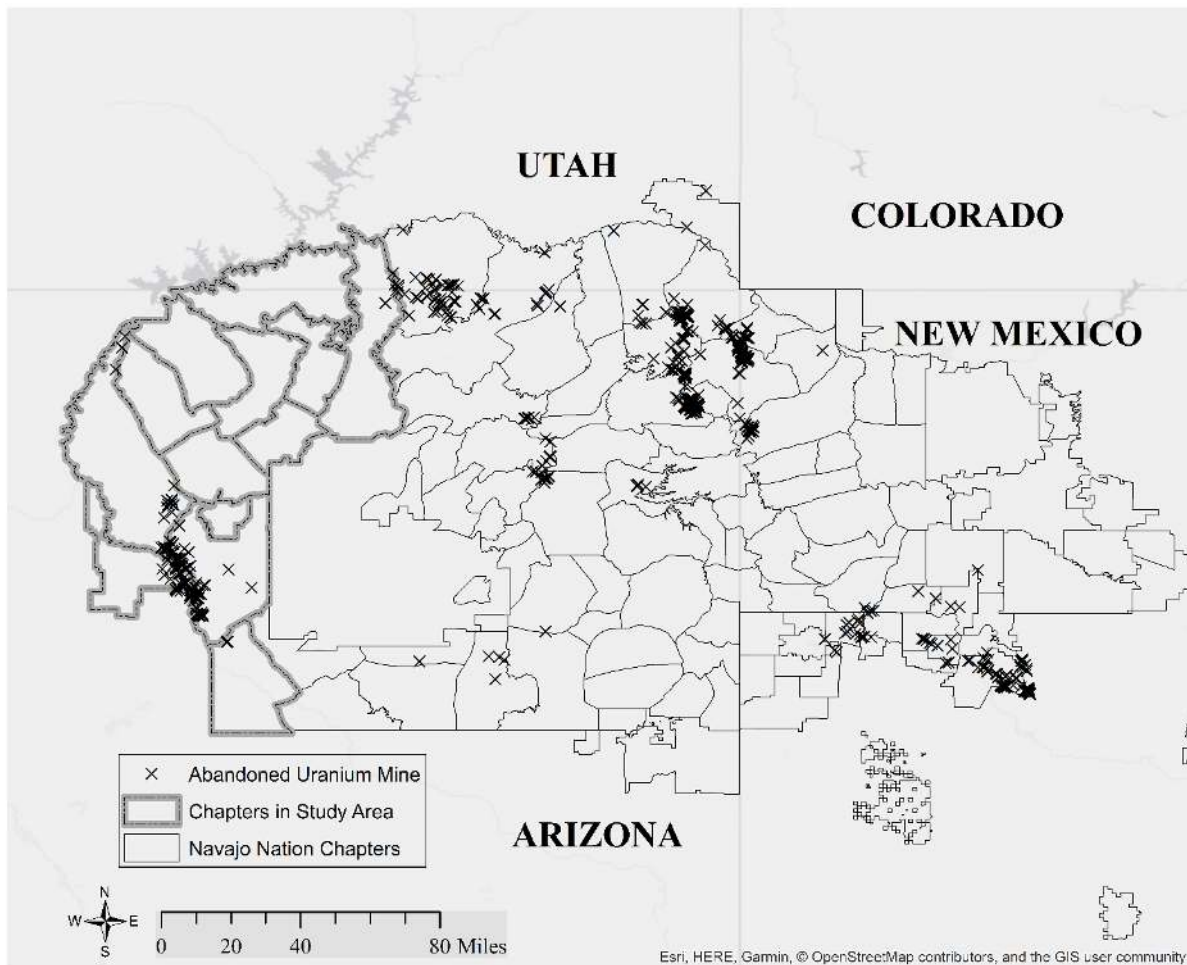 UTAH
COLORADO
NEW MEXICO
Abandoned Uranium Mine
Chapters in Study Area
Navajo Nation Chapters
ARIZONA
N
W E
S
0 20 40 80 Miles
Esri, HERE, Garmin, © OpenStreetMap contributors, and the GIS user community